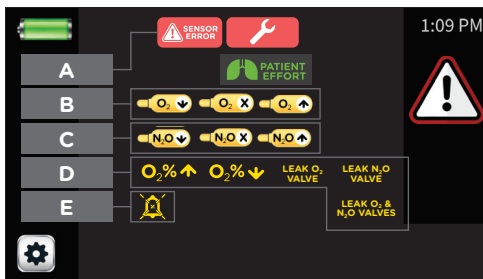 SENSOR
ERROR
1:09 PM
A
PATIENT
EFFORT
B
O₂
O₂ X
O₂
C
N₂O
N₂O X
N₂O
D
O₂%
O₂%
LEAK O₂
VALVE
LEAK N₂O
VALVE
LEAK O₂ &
N₂O VALVES
E